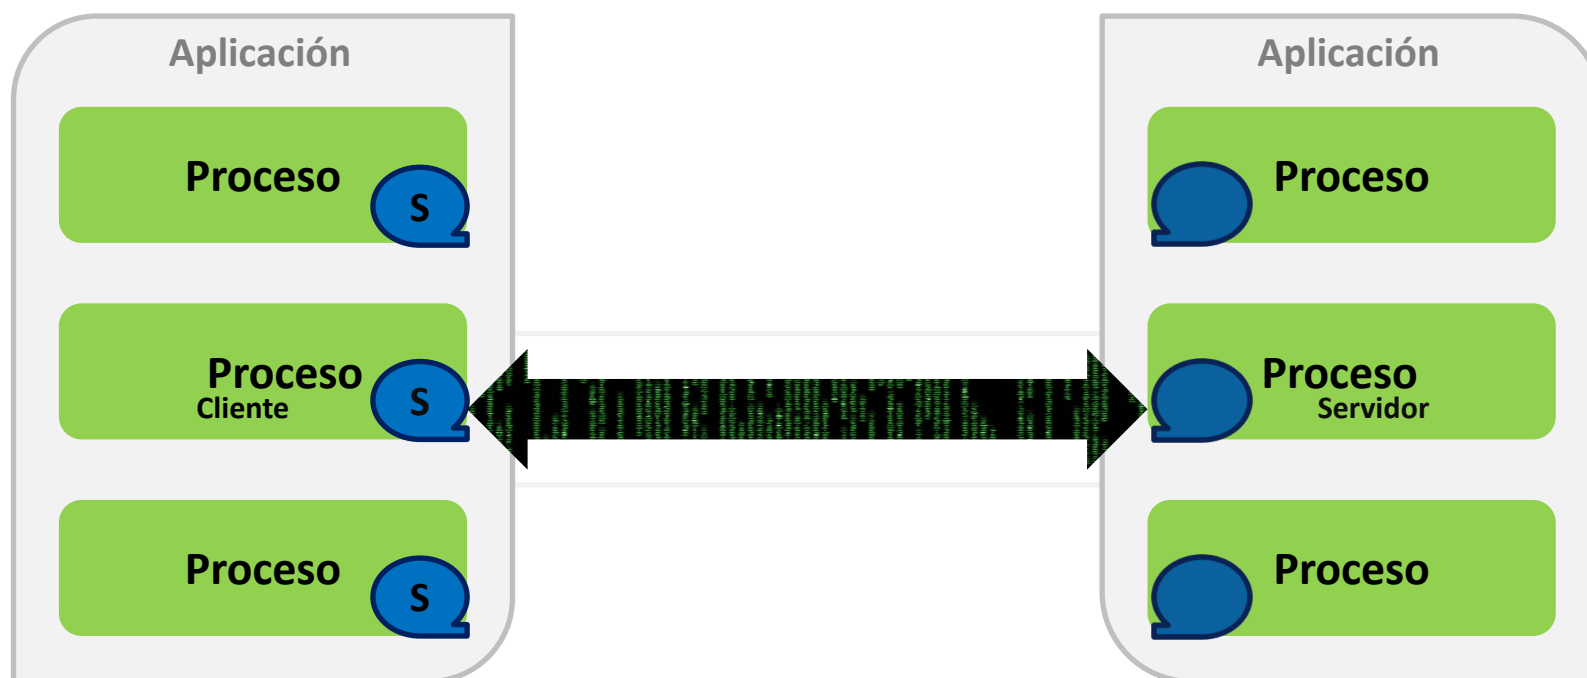 Aplicación
Proceso
S
Proceso
Cliente
S
Proceso
S
Aplicación
Proceso
Proceso
Servidor
Proceso